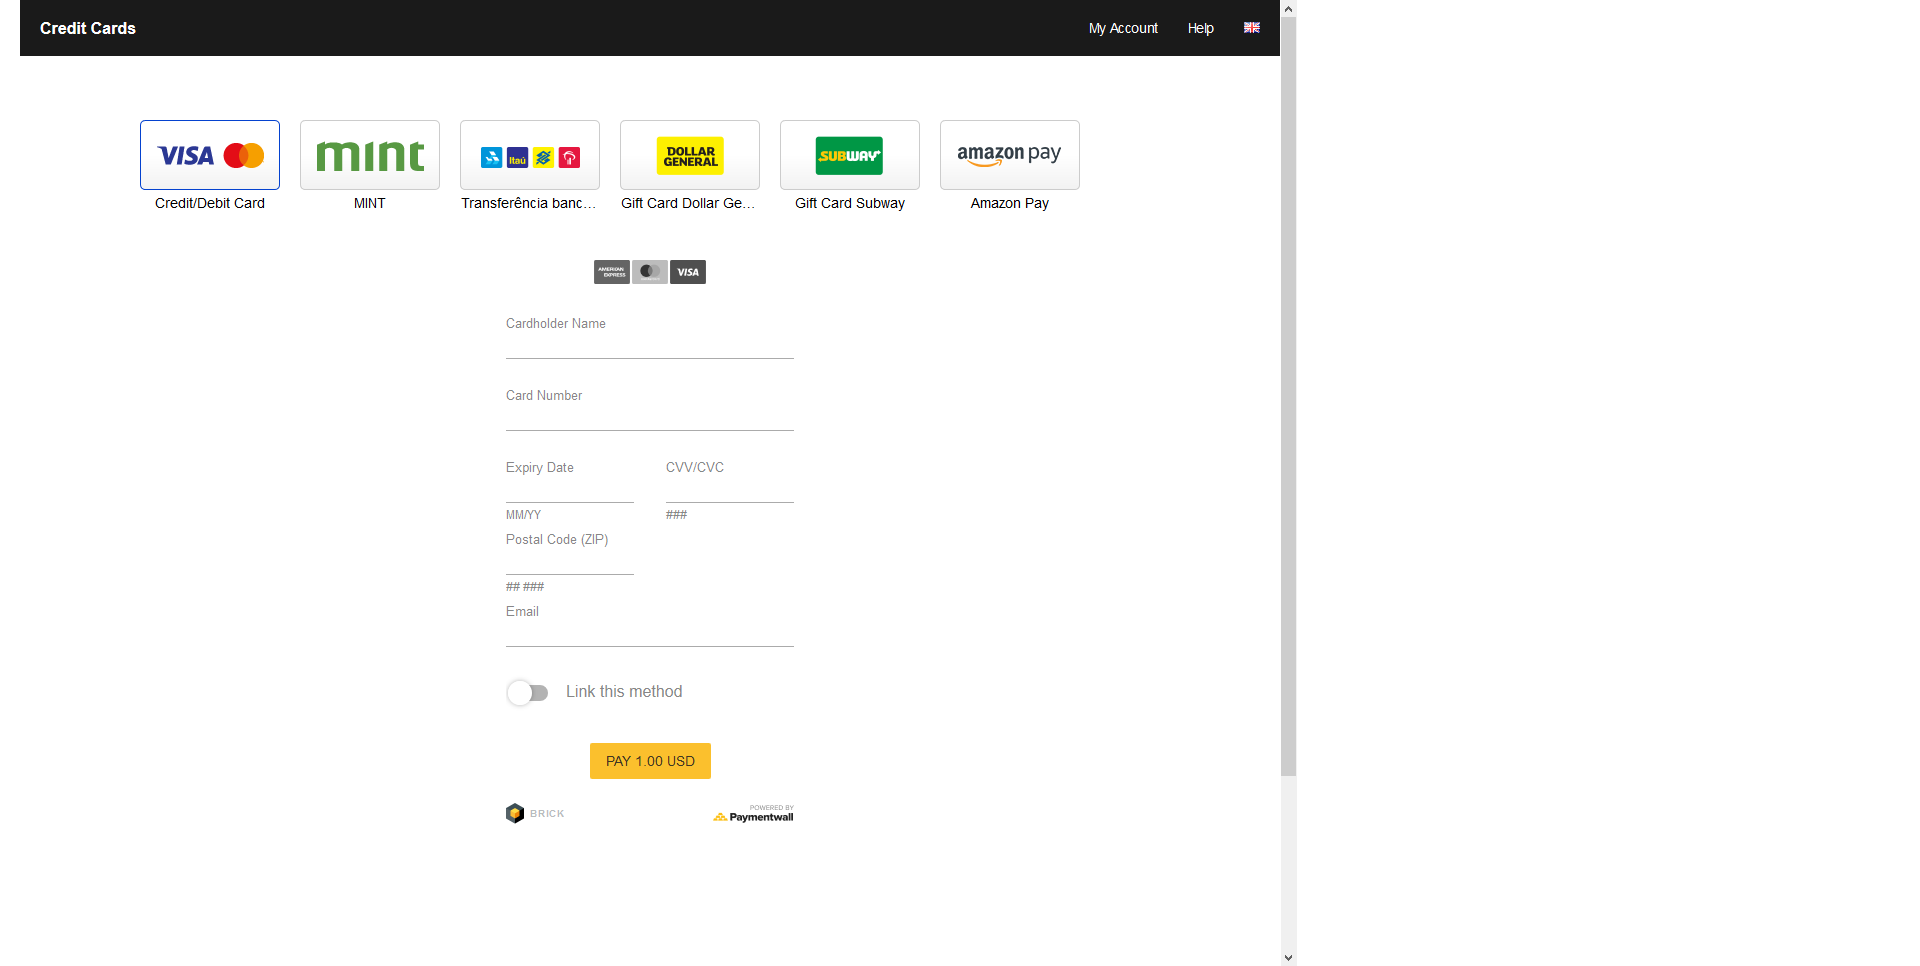 Credit Cards
My Account
Help
VISA
mint
Itaú
DOLLAR
GENERAL
SUBWAY
amazon pay
Credit/Debit Card
MINT
Transferência banc...
Gift Card Dollar Ge...
Gift Card Subway
Amazon Pay
AMERICAN
EXPRESS
VISA
Cardholder Name
Card Number
Expiry Date
CVV/CVC
MM/YY
###
Postal Code (ZIP)
## ###
Email
Link this method
PAY 1.00 USD
BRICK
POWERED BY
Paymentwall